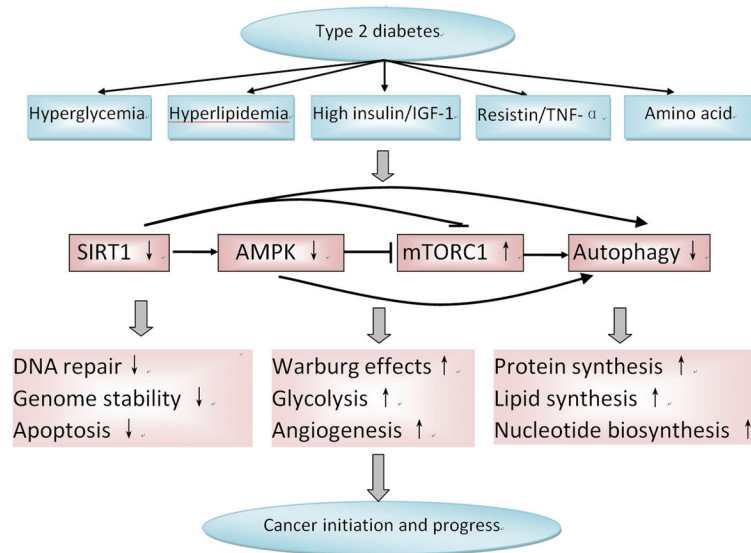 Type 2 diabetes
Hyperglycemia
Hyperlipidemia
High insulin/IGF-1
Resistin/TNF-α
Amino acid
SIRT1 ↓
AMPK ↓
mTORC1 ↑
Autophagy ↓
DNA repair ↓
Genome stability ↓
Apoptosis ↓
Warburg effects ↑
Glycolysis ↑
Angiogenesis ↑
Protein synthesis ↑
Lipid synthesis ↑
Nucleotide biosynthesis ↑
Cancer initiation and progress